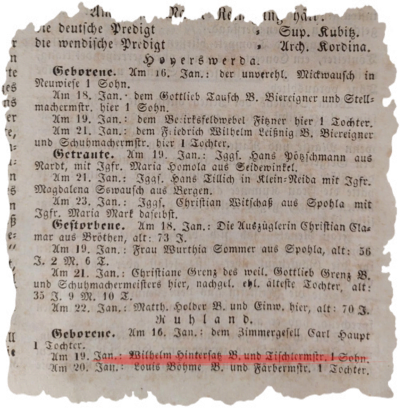 die deutsche Predigt = Sup. Kubitz.
die wendische Predigt = Arch. Kordina.
Hoyerswerda.
Geborene. Am 16. Jan.: der unverehl. Mickwausch in
Neuwiese 1 Sohn.
Am 18. Jan.: dem Gottlieb Tausch B. Biereigner und Stell-
machermstr. hier 1 Sohn.
Am 19. Jan.: dem Bezirksfeldwebel Fitzner hier 1 Tochter.
Am 21. Jan.: dem Friedrich Wilhelm Leißnig B. Biereigner
und Schuhmachermstr. hier 1 Tochter.
Getraute. Am 19. Jan.: Jggs. Hans Pötzschmann aus
Nardt, mit Jgfr. Maria Homola aus Seidewinkel.
Am 21. Jan.: Jggs. Hans Tillich in Klein-Neida mit Jgfr.
Magdalena Sswausch aus Bergen.
Am 23. Jan.: Jggs. Christian Witschaß aus Spohla mit
Jgfr. Maria Mark daselbst.
Gestorbene. Am 18. Jan.: Die Auszüglerin Christian Cla-
mar aus Bröthen, alt: 73 J.
Am 19. Jan.: Frau Wurthia Sommer aus Spohla, alt: 56
J. 2 M. 6 T.
Am 21. Jan.: Christiane Grenz des weil. Gottlieb Grenz B.
und Schuhmachermeisters hier, nachgel. ehl. älteste Tochter, alt:
35 J. 9 M. 10 T.
Am 22. Jan.: Matth. Holder B. und Einw. hier, alt: 70 J.
Ruhland.
Geborene. Am 16. Jan.: dem Zimmergesell Carl Haupt
1 Tochter.
Am 19. Jan.: Wilhelm Hintersatz B. und Tischlermstr. 1 Sohn.
Am 20. Jan.: Louis Böhme B. und Färbermstr. 1 Tochter.